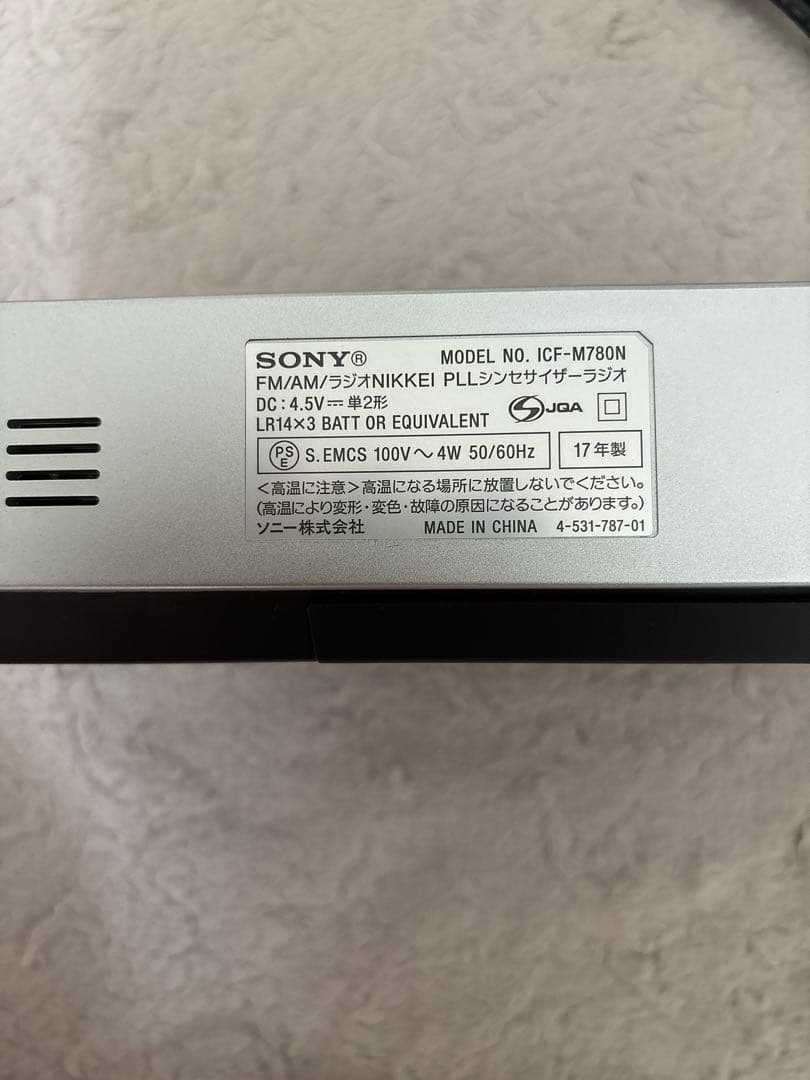 SONY® MODEL NO. ICF-M780N
FM/AM/ラジオNIKKEI PLLシンセサイザーラジオ
DC : 4.5V⎓単2形
LR14×3 BATT OR EQUIVALENT
JQA
PSE S. EMCS 100V～4W 50/60Hz 17年製
＜高温に注意＞高温になる場所に放置しないでください。
(高温により変形・変色・故障の原因になることがあります。)
ソニー株式会社 MADE IN CHINA 4-531-787-01